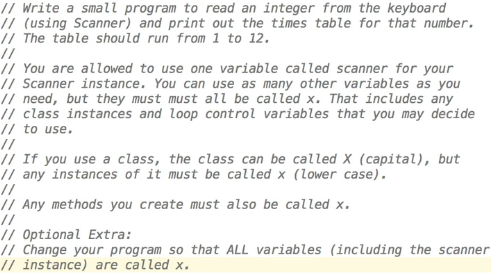 // Write a small program to read an integer from the keyboard
// (using Scanner) and print out the times table for that number.
// The table should run from 1 to 12.
//
// You are allowed to use one variable called scanner for your
// Scanner instance. You can use as many other variables as you
// need, but they must must all be called x. That includes any
// class instances and loop control variables that you may decide
// to use.
//
// If you use a class, the class can be called X (capital), but
// any instances of it must be called x (lower case).
//
// Any methods you create must also be called x.
//
// Optional Extra:
// Change your program so that ALL variables (including the scanner
// instance) are called x.